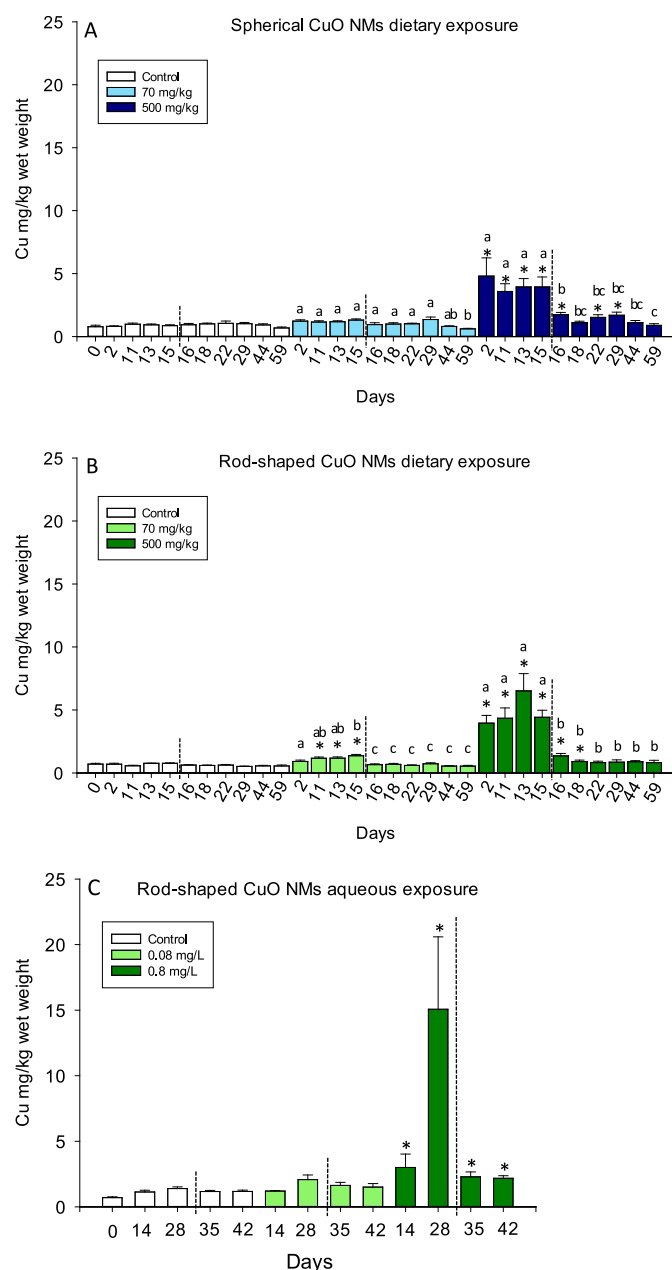 A
Spherical CuO NMs dietary exposure
25
20
15
10
5
0
Cu mg/kg wet weight
Control
70 mg/kg
500 mg/kg
a a a a a a a a ab b a a a a b bc bc bc bc c
* * * * * * *
0 2 11 13 15 16 18 22 29 44 59 2 11 13 15 16 18 22 29 44 59 2 11 13 15 16 18 22 29 44 59
Days
B
Rod-shaped CuO NMs dietary exposure
25
20
15
10
5
0
Cu mg/kg wet weight
Control
70 mg/kg
500 mg/kg
a ab ab b c c c c c c a a a a b b b b b b
* * * * * * * * *
0 2 11 13 15 16 18 22 29 44 59 2 11 13 15 16 18 22 29 44 59 2 11 13 15 16 18 22 29 44 59
Days
C
Rod-shaped CuO NMs aqueous exposure
25
20
15
10
5
0
Cu mg/kg wet weight
Control
0.08 mg/L
0.8 mg/L
* * * *
0 14 28 35 42 14 28 35 42 14 28 35 42
Days